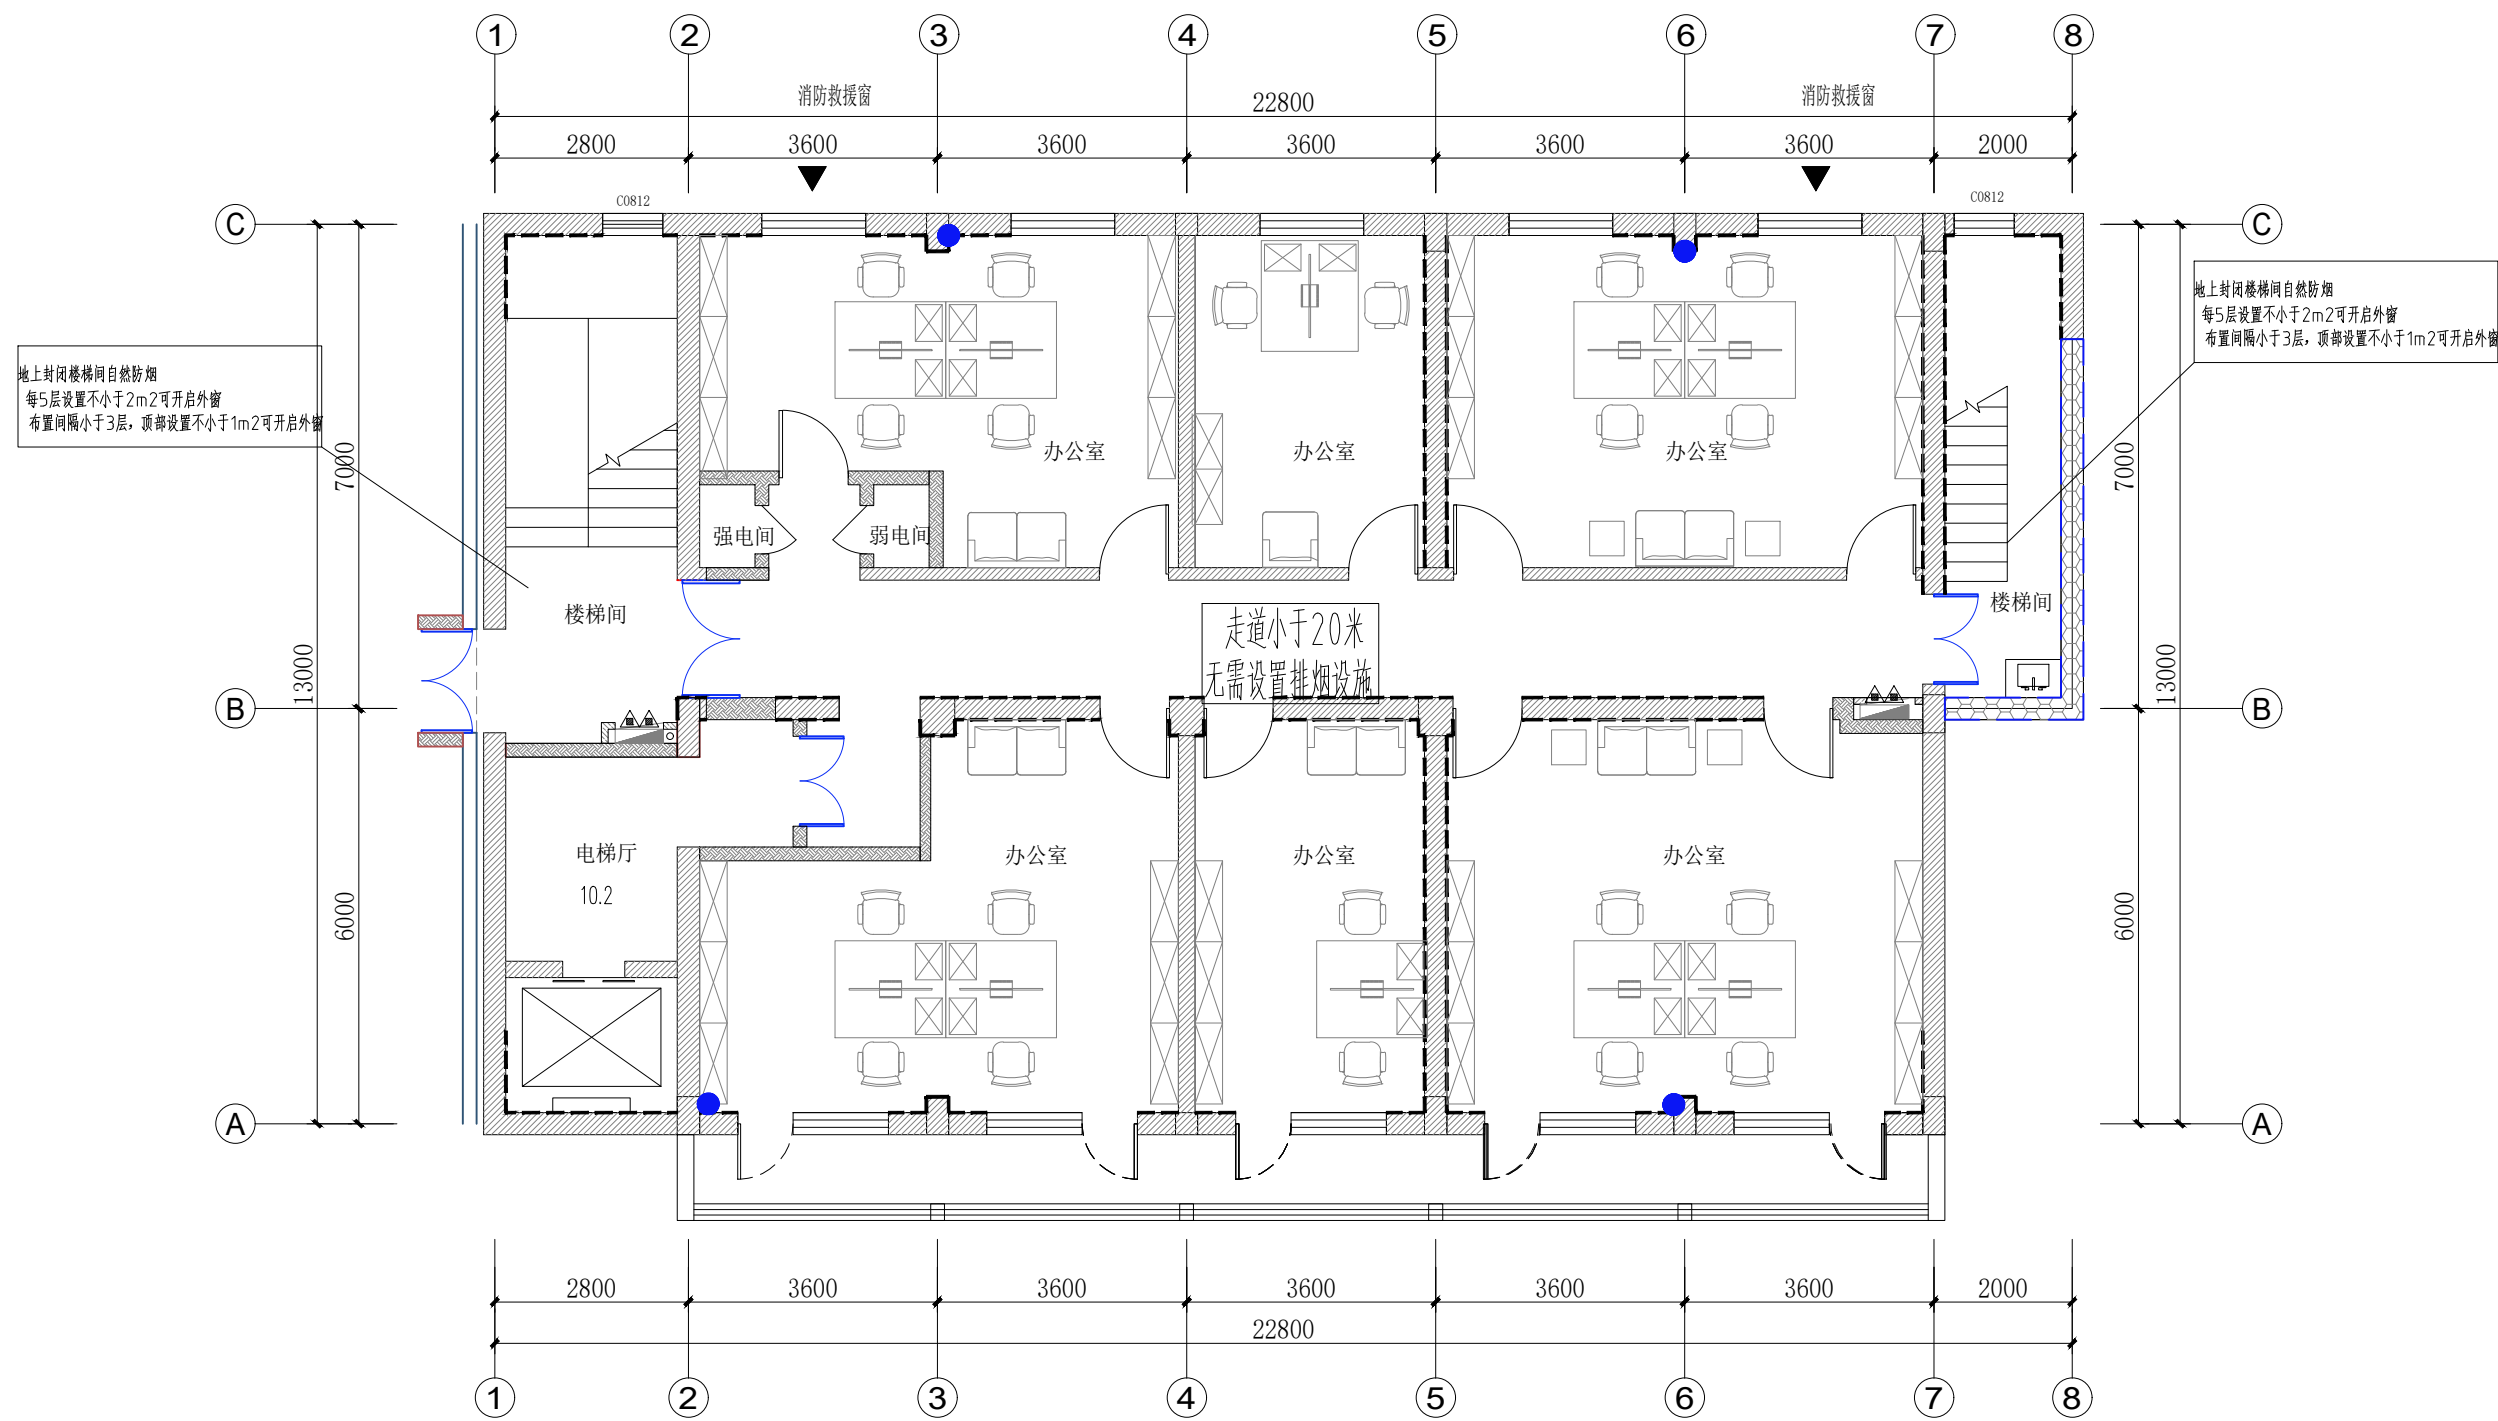 1 2 3 4 5 6 7 8
消防救援窗 消防救援窗
22800
2800 3600 3600 3600 3600 3600 2000
C0812 C0812
C C
地上封闭楼梯间自然防烟
每5层设置不小于2m2可开启外窗
布置间隔小于3层，顶部设置不小于1m2可开启外窗
地上封闭楼梯间自然防烟
每5层设置不小于2m2可开启外窗
布置间隔小于3层，顶部设置不小于1m2可开启外窗
7000 7000
办公室 办公室 办公室
强电间 弱电间
楼梯间 楼梯间
走道小于20米
无需设置排烟设施
13000 13000
B B
电梯厅 办公室 办公室 办公室
10.2
6000 6000
A A
2800 3600 3600 3600 3600 3600 2000
22800
1 2 3 4 5 6 7 8